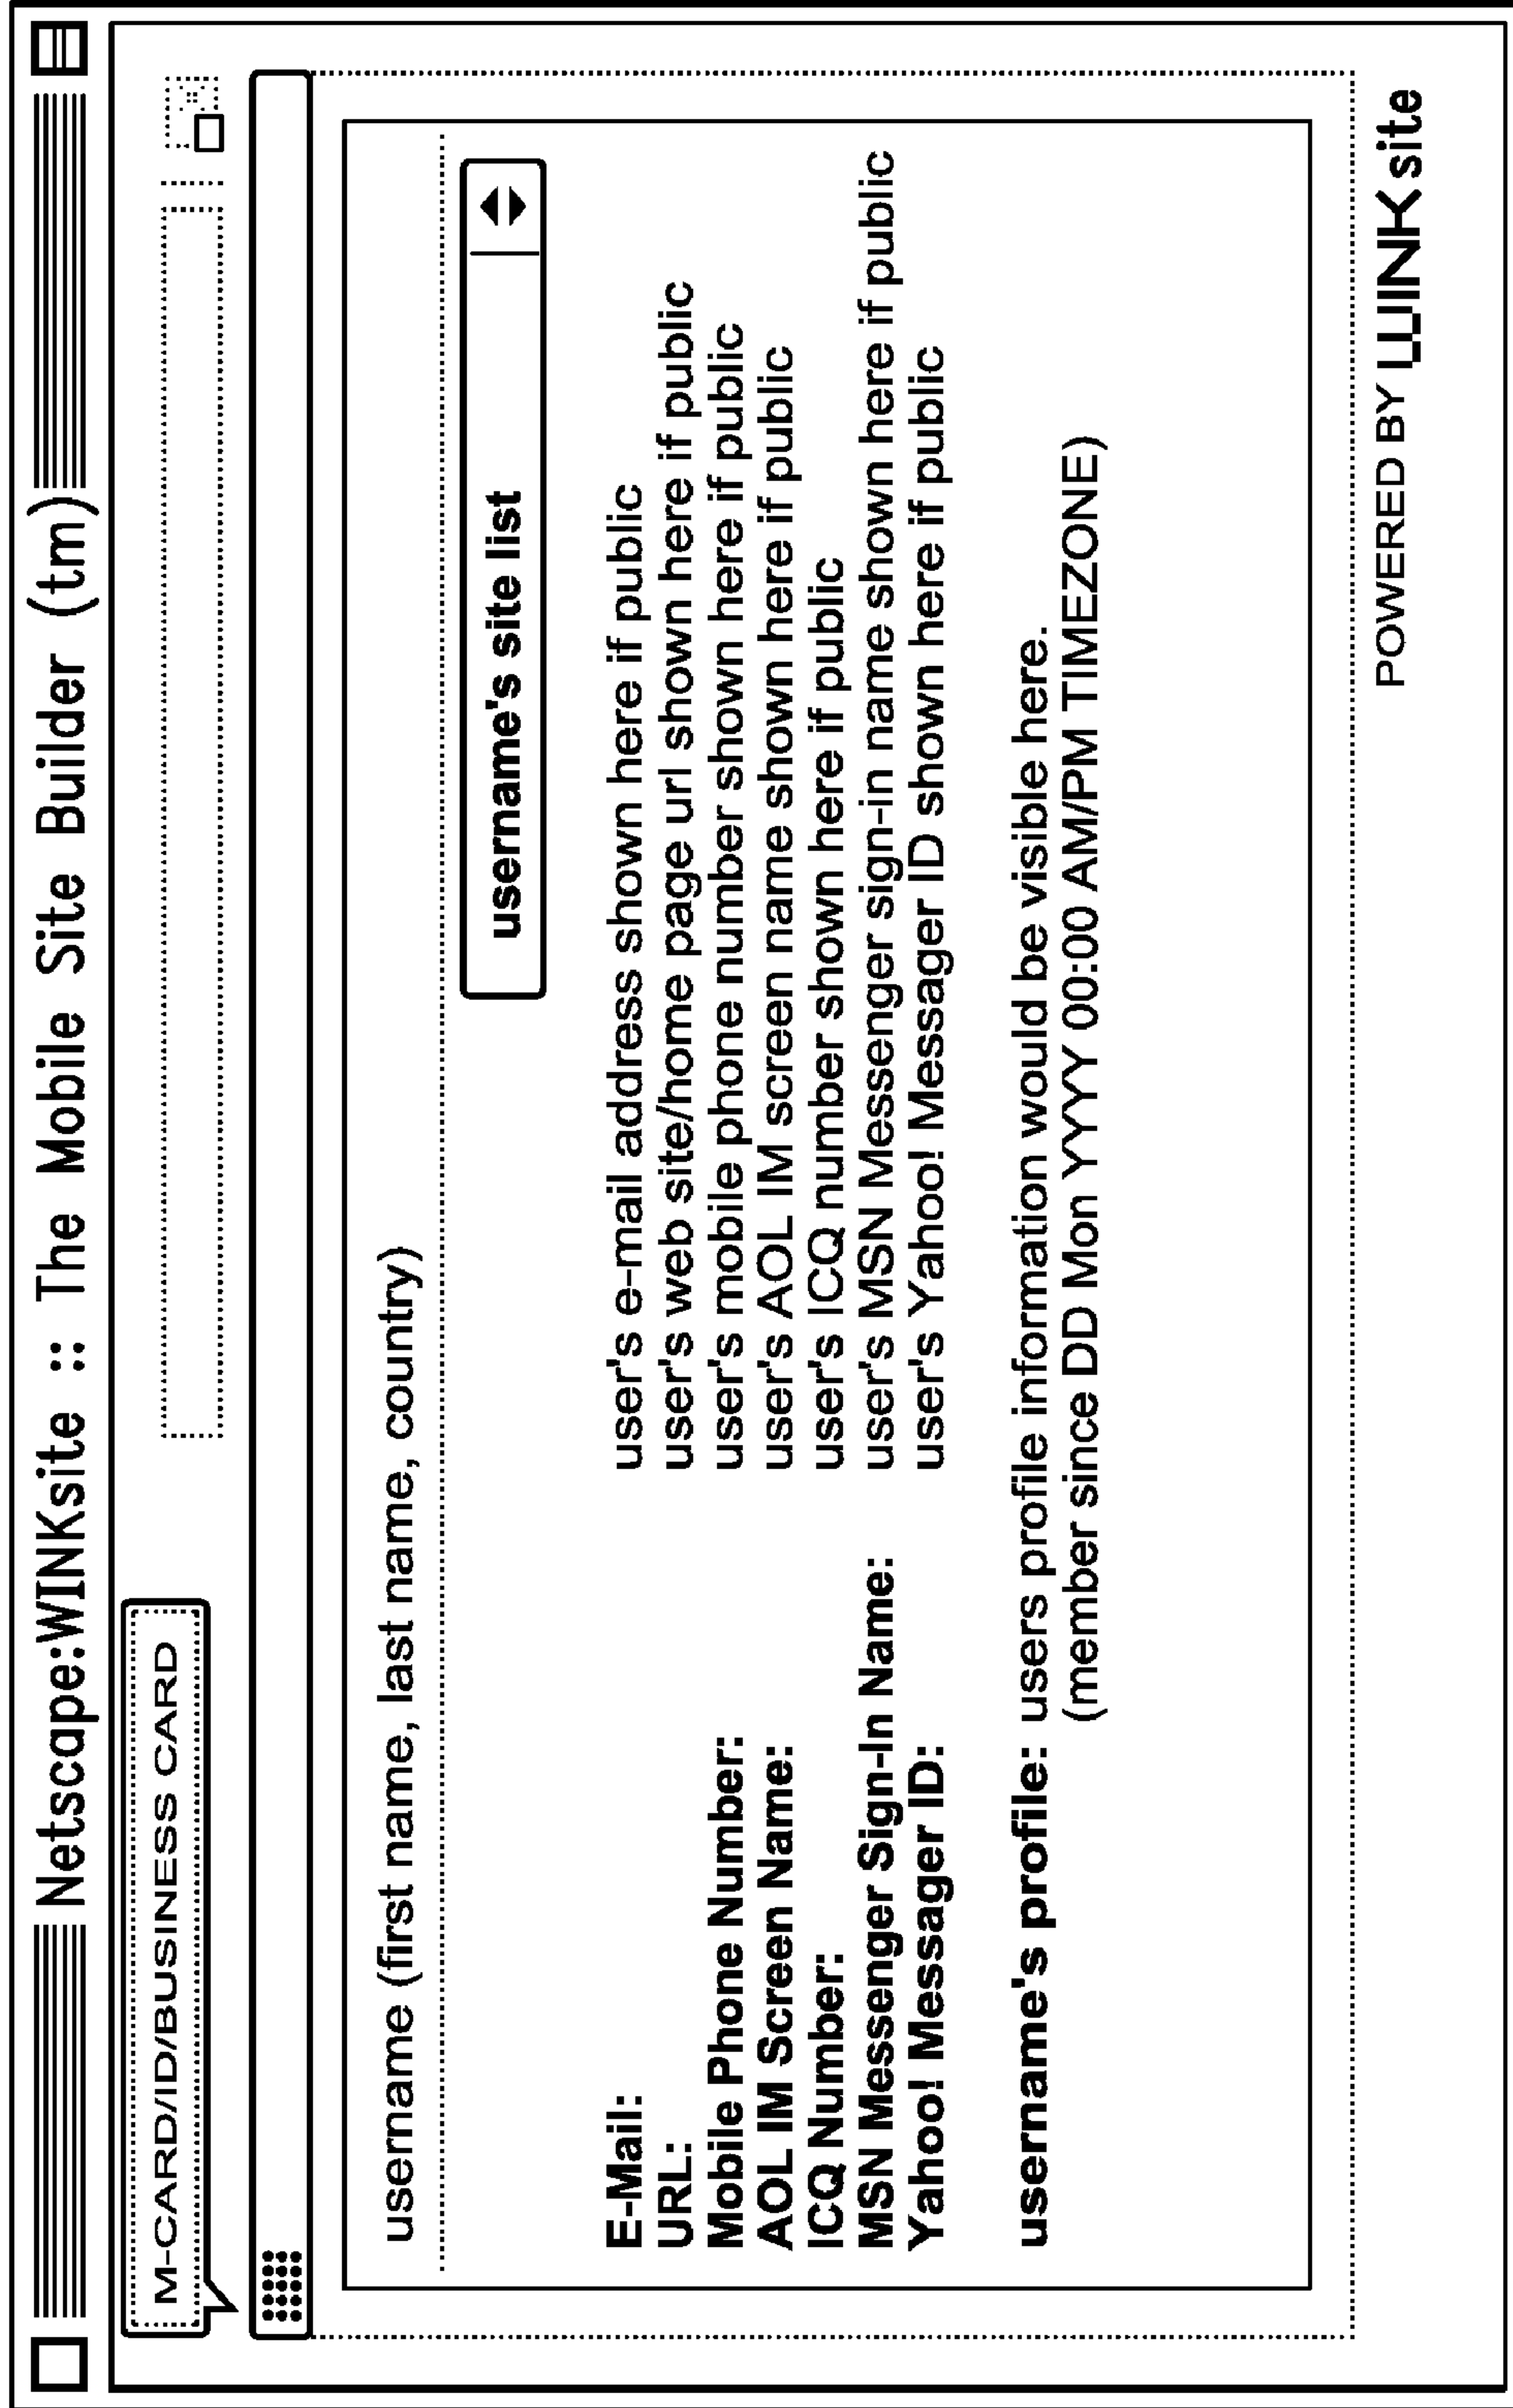 Netscape:WINKsite :: The Mobile Site Builder (tm)
M-CARD/ID/BUSINESS CARD
username (first name, last name, country)
username's site list
E-Mail: user's e-mail address shown here if public
URL: user's web site/home page url shown here if public
Mobile Phone Number: user's mobile phone number shown here if public
AOL IM Screen Name: user's AOL IM screen name shown here if public
ICQ Number: user's ICQ number shown here if public
MSN Messenger Sign-In Name: user's MSN Messenger sign-in name shown here if public
Yahoo! Messager ID: user's Yahoo! Messager ID shown here if public
username's profile: users profile information would be visible here.
(member since DD Mon YYYY 00:00 AM/PM TIMEZONE)
POWERED BY WINKsite